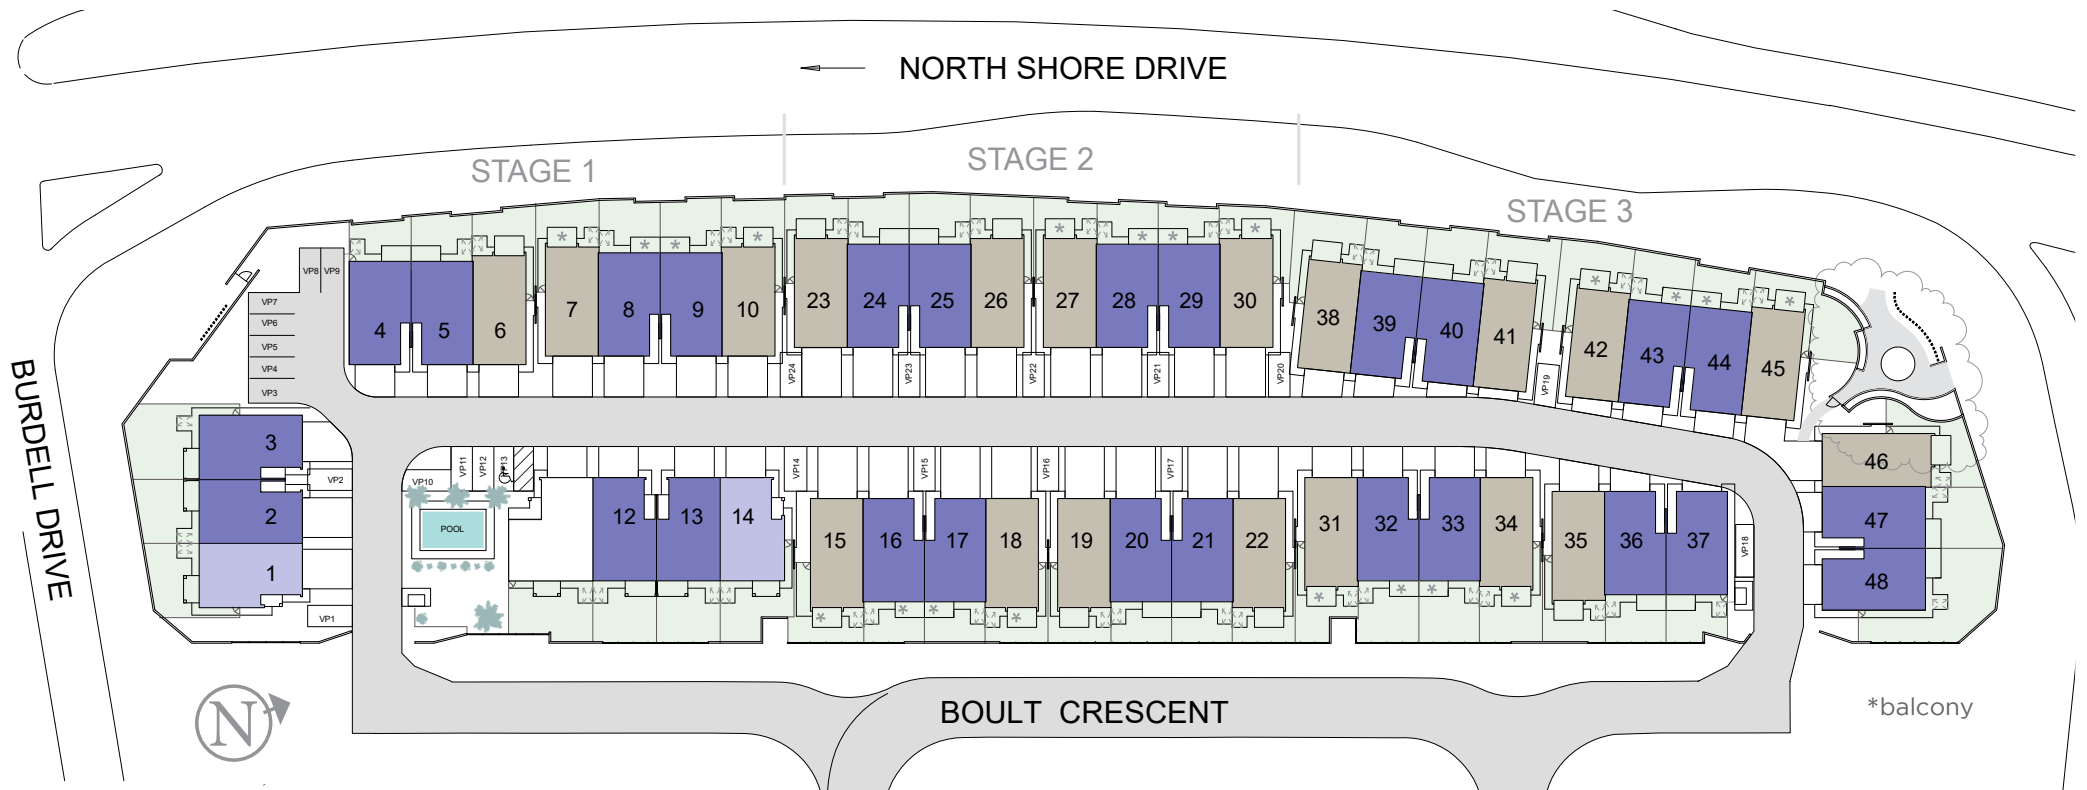 NORTH SHORE DRIVE
STAGE 1
STAGE 2
STAGE 3
BURDELL DRIVE
VP8
VP9
VP7
VP6
VP5
VP4
VP3
4
5
6
*
7
*
8
*
9
*
10
23
24
25
26
*
27
*
28
*
29
*
30
38
39
40
41
*
42
*
43
*
44
*
45
VP24
VP23
VP22
VP21
VP20
VP19
3
VP2
2
1
VP1
VP10
VP11
VP12
VP13
POOL
12
13
14
VP14
VP15
VP16
VP17
15
16
17
18
19
20
21
22
31
32
33
34
35
36
37
VP18
46
47
48
*
*
*
*
*
*
*
*
N
BOULT CRESCENT
*balcony